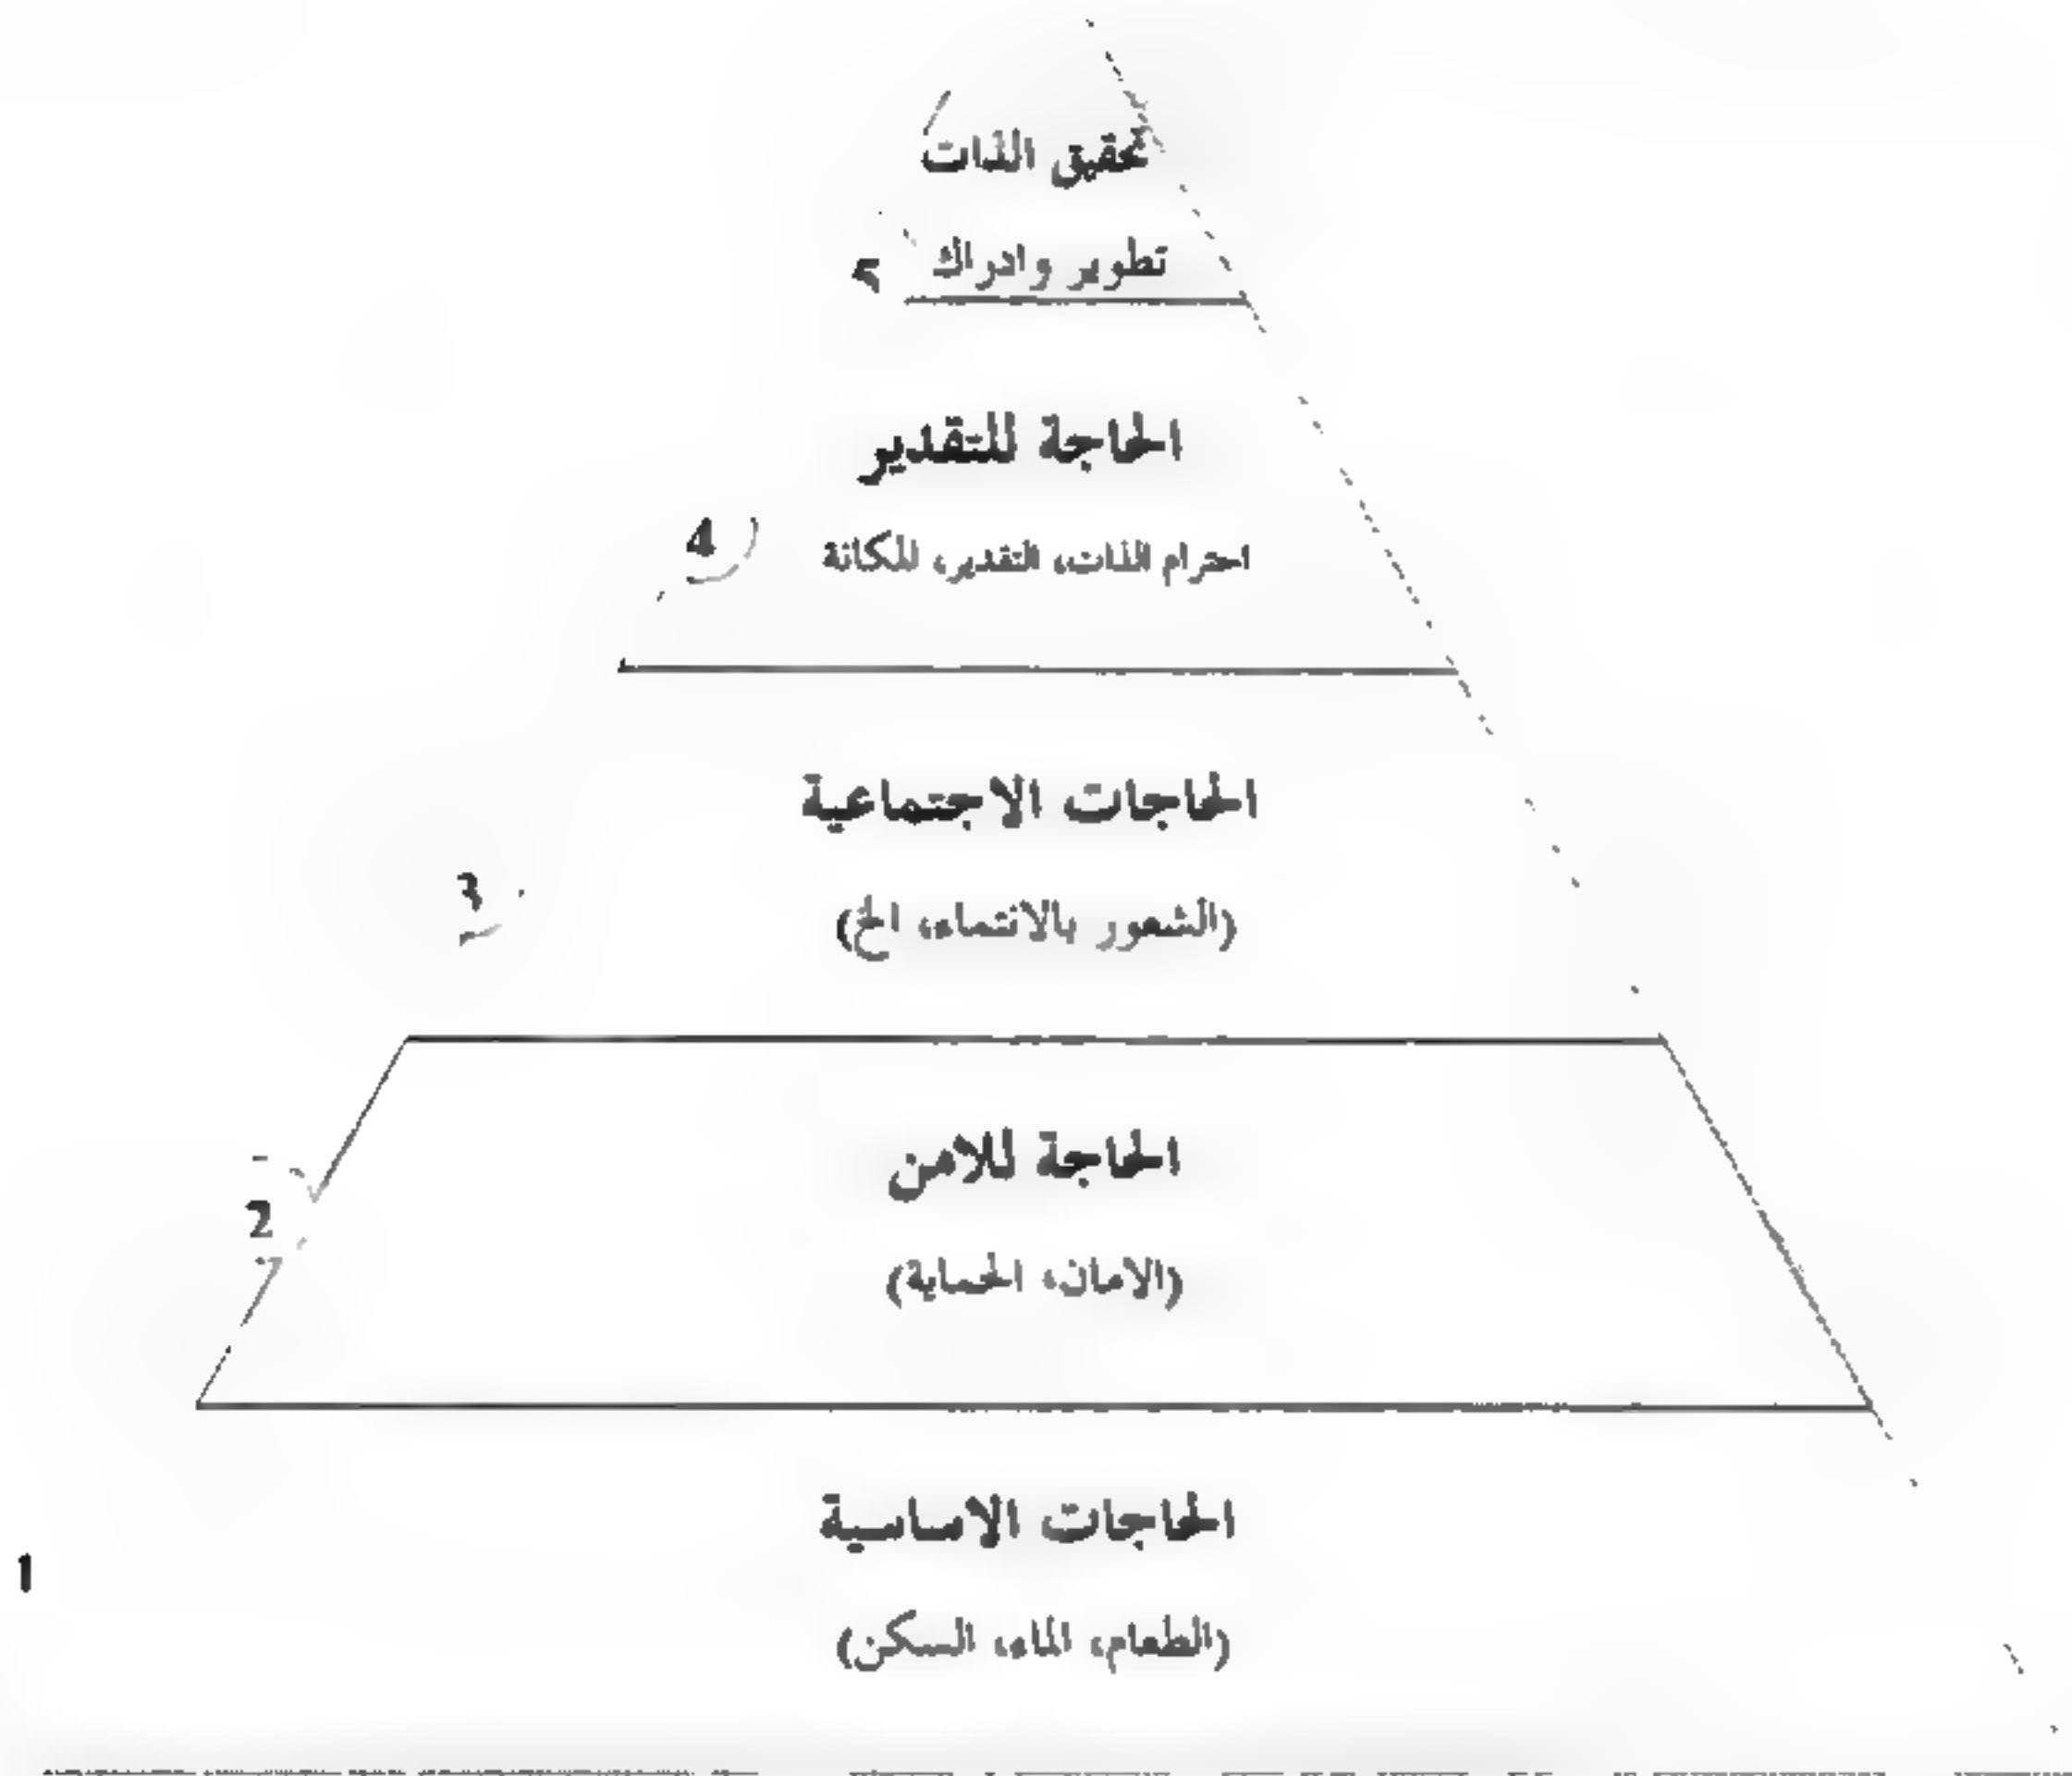 تحقيق الذات
تطوير وادراك
5
الحاجة للتقدير
4
احترام الذات، التقدير، المكانة
الحاجات الاجتماعية
3
(الشعور بالانتماء، الخ)
الحاجة للامن
2
(الامان، الحماية)
الحاجات الاساسية
1
(الطعام، الماء، السكن)